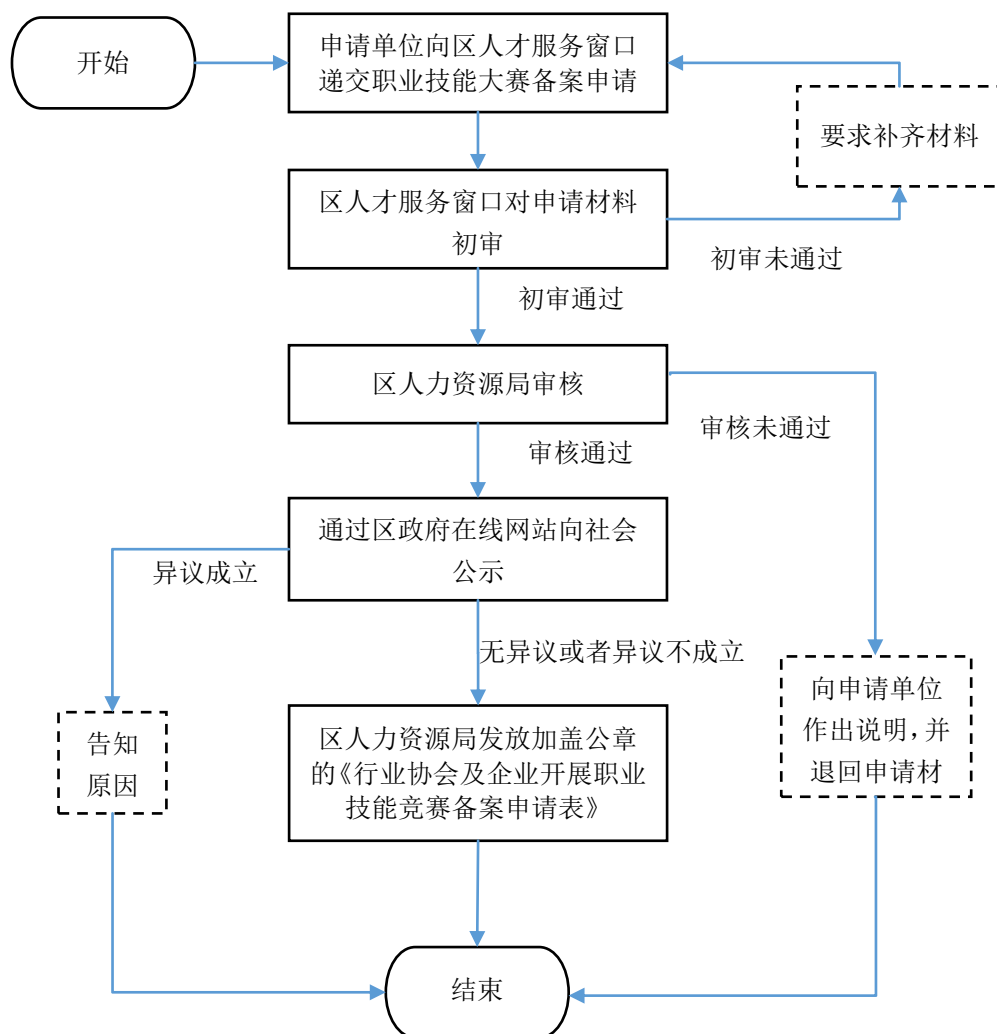 开始
申请单位向区人才服务窗口
递交职业技能大赛备案申请
要求补齐材料
区人才服务窗口对申请材料
初审
初审未通过
初审通过
区人力资源局审核
审核未通过
审核通过
通过区政府在线网站向社会
公示
异议成立
无异议或者异议不成立
向申请单位
作出说明,并
退回申请材
告知
原因
区人力资源局发放加盖公章
的《行业协会及企业开展职业
技能竞赛备案申请表》
结束